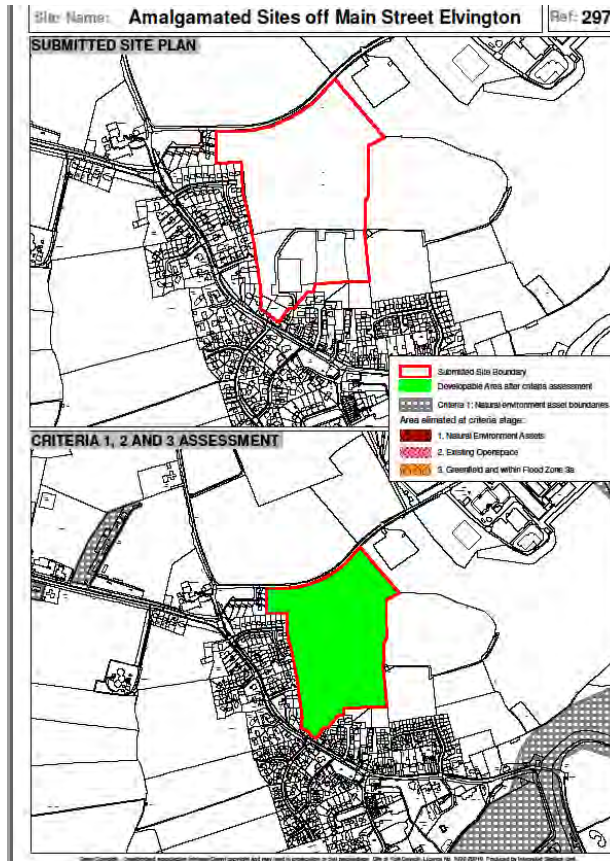 Site Name: Amalgamated Sites off Main Street Elvington Ref: 297
SUBMITTED SITE PLAN
Submitted Site Boundary
Developable Area after criteria assessment
Criteria 1: Natural environment asset boundaries
Area elimated at criteria stage:
1. Natural Environment Assets
2. Existing Openspace
3. Greenfield and within Flood Zone 3a
CRITERIA 1, 2 AND 3 ASSESSMENT